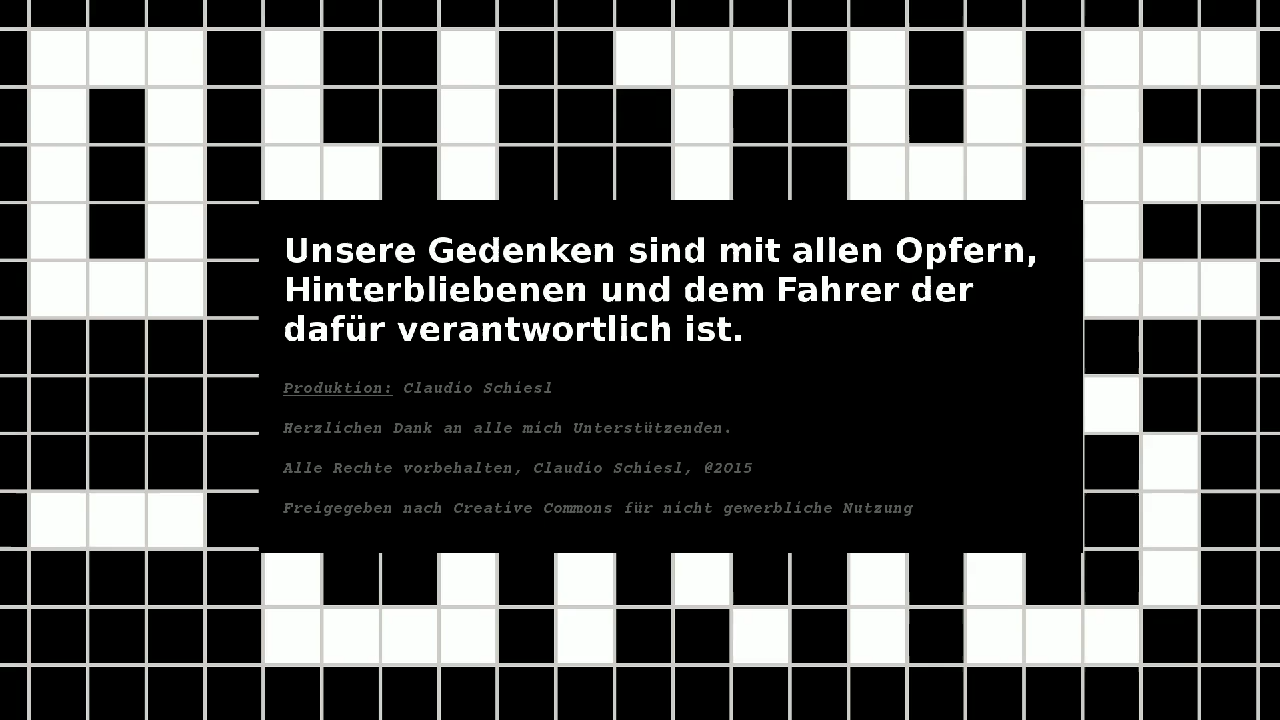 Unsere Gedenken sind mit allen Opfern,
Hinterbliebenen und dem Fahrer der
dafür verantwortlich ist.
Produktion: Claudio Schiesl
Herzlichen Dank an alle mich Unterstützenden.
Alle Rechte vorbehalten, Claudio Schiesl, @2015
Freigegeben nach Creative Commons für nicht gewerbliche Nutzung